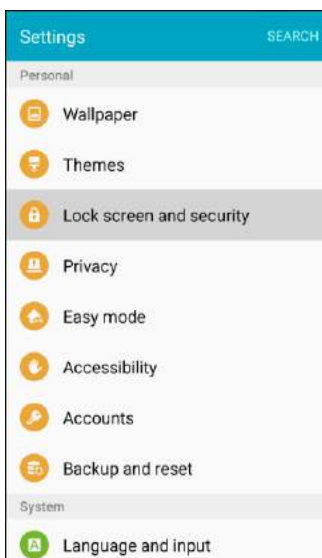 Settings SEARCH
Personal
Wallpaper
Themes
Lock screen and security
Privacy
Easy mode
Accessibility
Accounts
Backup and reset
System
A Language and input